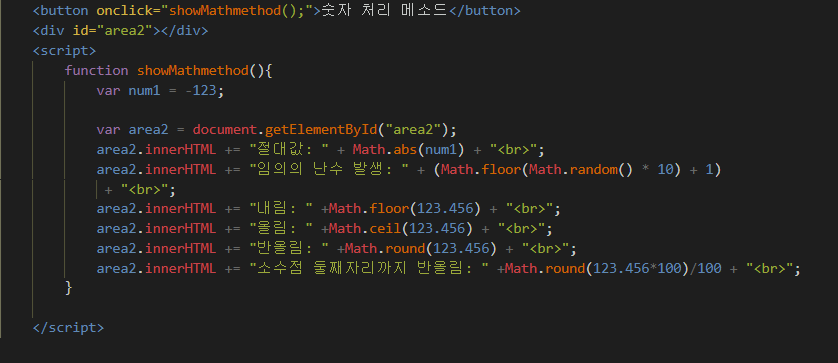 <button onclick="showMathmethod();">숫자 처리 메소드</button>
<div id="area2"></div>
<script>
function showMathmethod(){
var num1 = -123;
var area2 = document.getElementById("area2");
area2.innerHTML += "절대값: " + Math.abs(num1) + "<br>";
area2.innerHTML += "임의의 난수 발생: " + (Math.floor(Math.random() * 10) + 1)
+ "<br>";
area2.innerHTML += "내림: " +Math.floor(123.456) + "<br>";
area2.innerHTML += "올림: " +Math.ceil(123.456) + "<br>";
area2.innerHTML += "반올림: " +Math.round(123.456) + "<br>";
area2.innerHTML += "소수점 둘째자리까지 반올림: " +Math.round(123.456*100)/100 + "<br>";
}
</script>